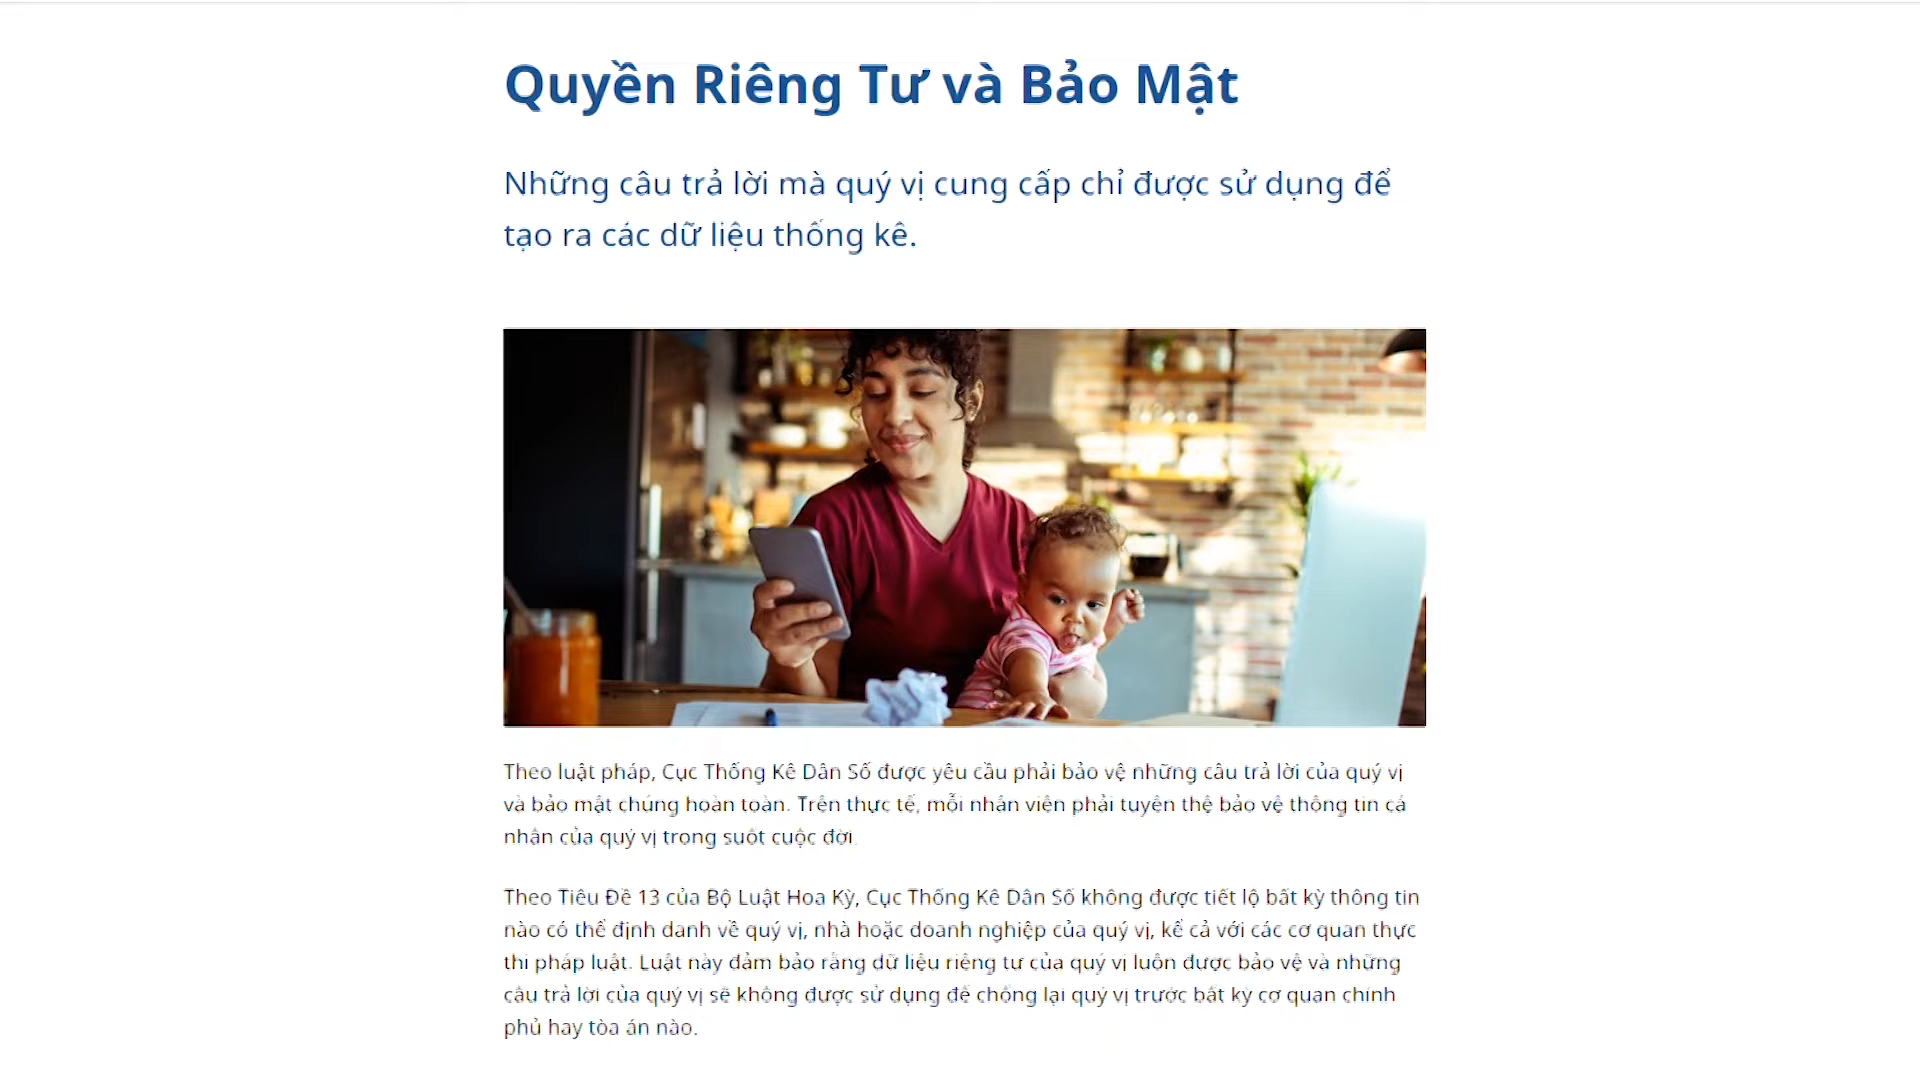 Quyền Riêng Tư và Bảo Mật
Những câu trả lời mà quý vị cung cấp chỉ được sử dụng để
tạo ra các dữ liệu thống kê.
Theo luật pháp, Cục Thống Kê Dân Số được yêu cầu phải bảo vệ những câu trả lời của quý vị
và bảo mật chúng hoàn toàn. Trên thực tế, mỗi nhân viên phải tuyên thệ bảo vệ thông tin cá
nhân của quý vị trong suốt cuộc đời.
Theo Tiêu Đề 13 của Bộ Luật Hoa Kỳ, Cục Thống Kê Dân Số không được tiết lộ bất kỳ thông tin
nào có thể định danh về quý vị, nhà hoặc doanh nghiệp của quý vị, kể cả với các cơ quan thực
thi pháp luật. Luật này đảm bảo rằng dữ liệu riêng tư của quý vị luôn được bảo vệ và những
câu trả lời của quý vị sẽ không được sử dụng để chống lại quý vị trước bất kỳ cơ quan chính
phủ hay tòa án nào.